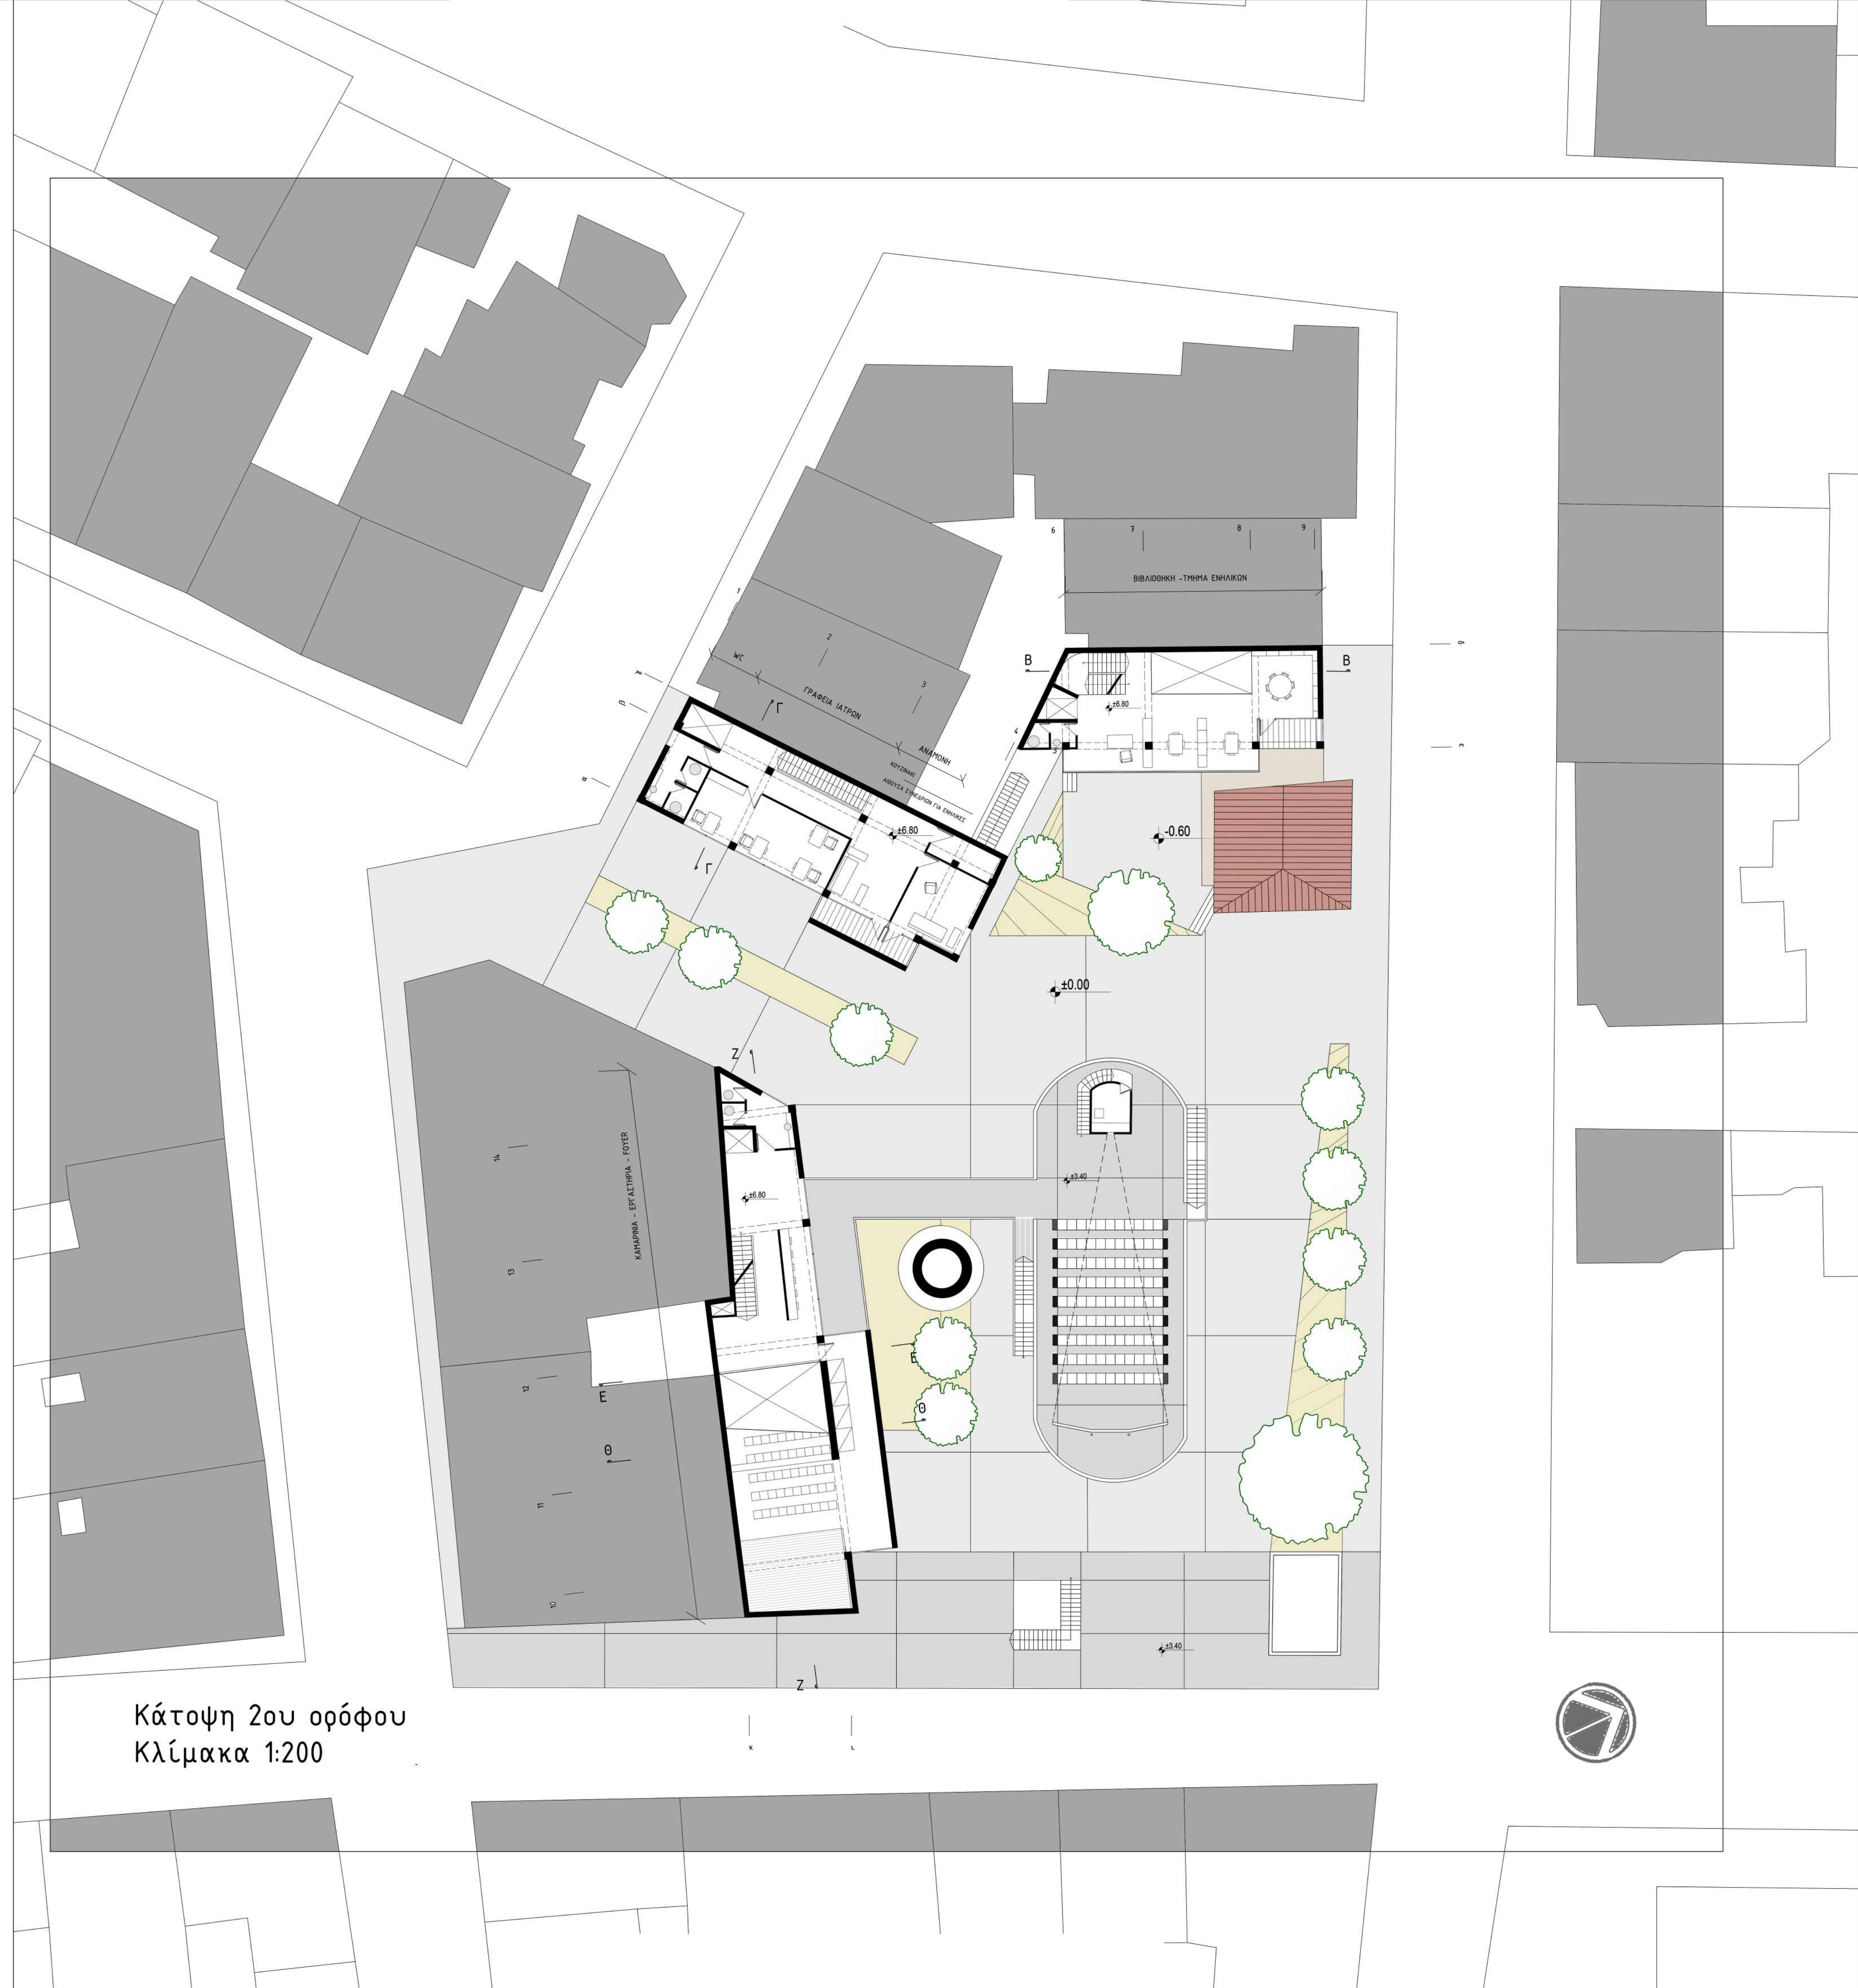 6
7
8
9
ΒΙΒΛΙΟΘΗΚΗ -ΤΜΗΜΑ ΕΝΗΛΙΚΩΝ
1
2
3
WC
ΓΡΑΦΕΙΑ ΙΑΤΡΩΝ
ΑΝΑΜΟΝΗ
ΚΟΥΖΙΝΑΚΙ
ΑΙΘΟΥΣΑ ΣΥΝΕΔΡΙΩΝ ΓΙΑ ΕΝΗΛΙΚΕΣ
B
B
±6.80
4
5
γ
β
α
Γ
Γ
±6.80
-0.60
±0.00
Z
ΚΑΜΑΡΙΝΙΑ - ΕΡΓΑΣΤΗΡΙΑ - FOYER
14
13
12
11
10
±6.80
±3.40
E
E
Θ
Θ
±3.40
Z
κ
ι
Κάτοψη 2ου ορόφου
Κλίμακα 1:200